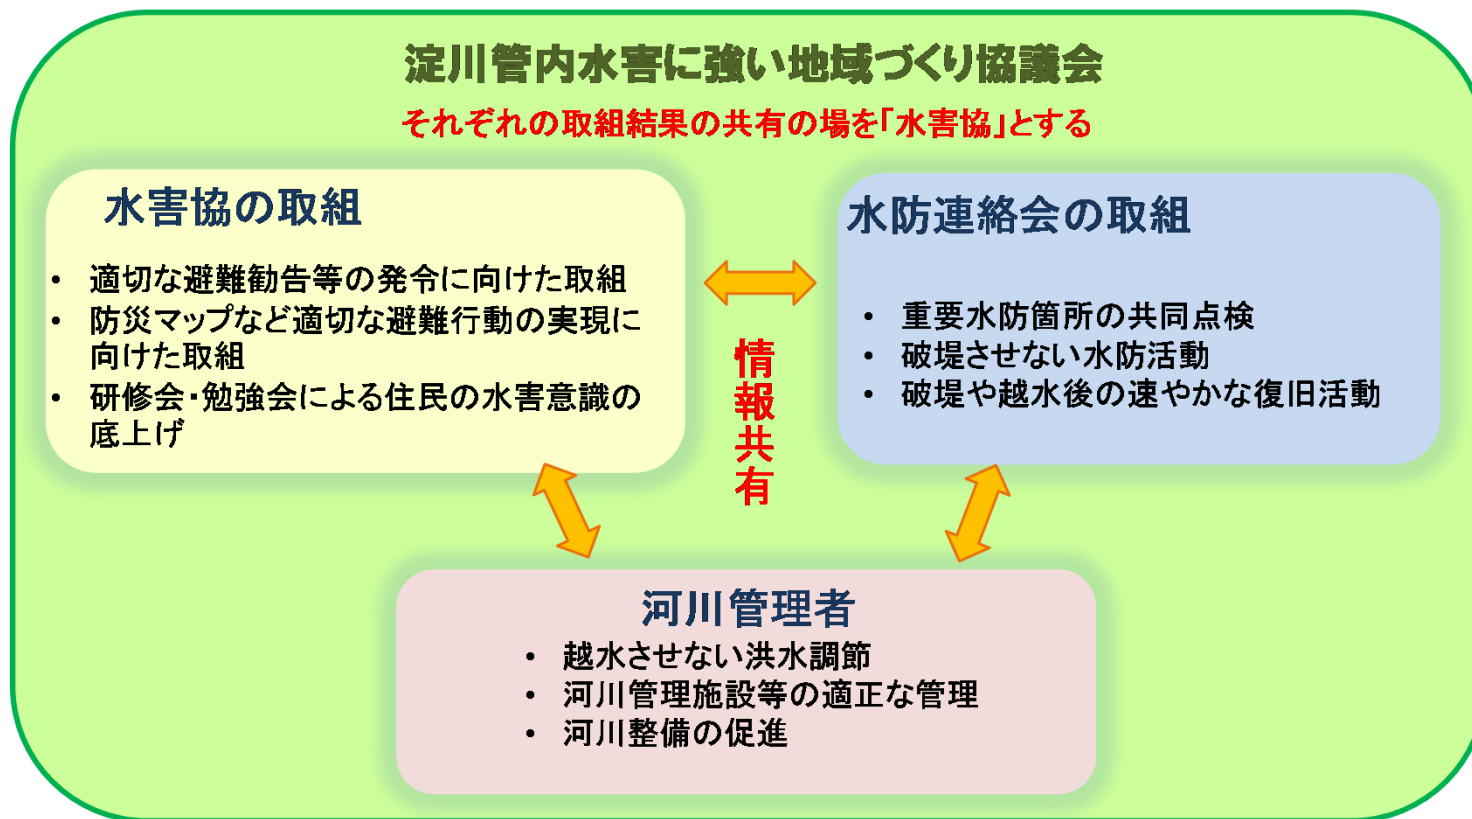 淀川管内水害に強い地域づくり協議会
それぞれの取組結果の共有の場を「水害協」とする
水害協の取組
• 適切な避難勧告等の発令に向けた取組
• 防災マップなど適切な避難行動の実現に
向けた取組
• 研修会・勉強会による住民の水害意識の
底上げ
情報共有
水防連絡会の取組
• 重要水防箇所の共同点検
• 破堤させない水防活動
• 破堤や越水後の速やかな復旧活動
河川管理者
• 越水させない洪水調節
• 河川管理施設等の適正な管理
• 河川整備の促進